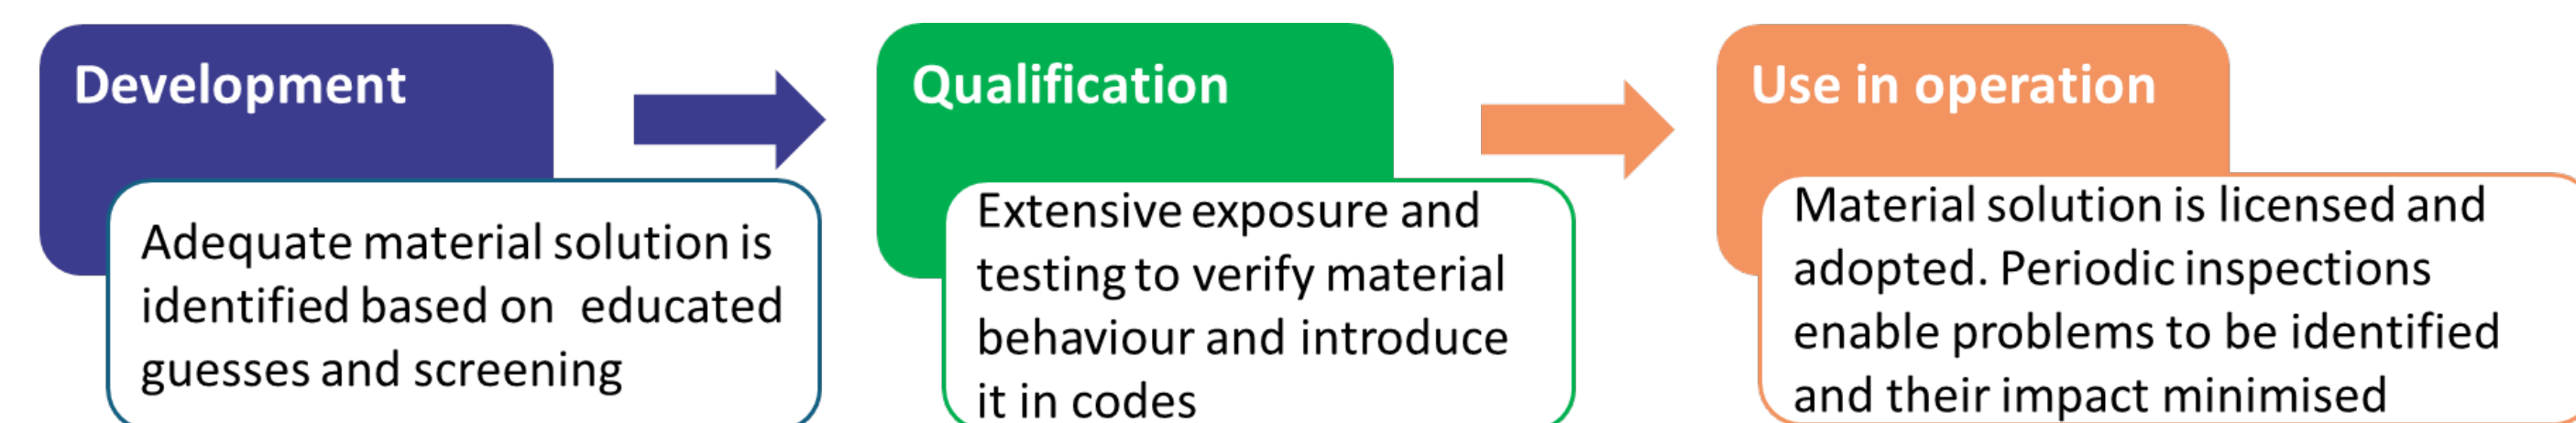 Development
Adequate material solution is
identified based on educated
guesses and screening
Qualification
Extensive exposure and
testing to verify material
behaviour and introduce
it in codes
Use in operation
Material solution is licensed and
adopted. Periodic inspections
enable problems to be identified
and their impact minimised